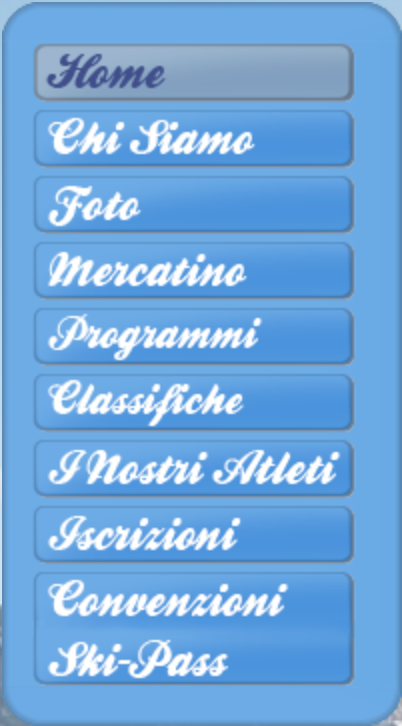 Home
Chi Siamo
Foto
Mercatino
Programmi
Classifiche
I Nostri Atleti
Iscrizioni
Convenzioni
Ski-Pass